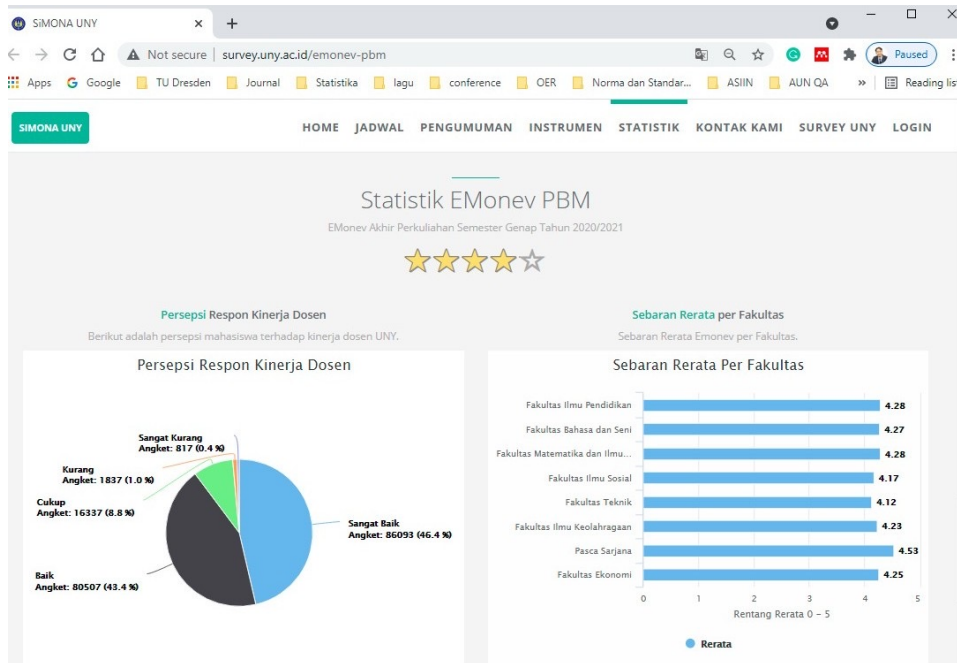 SiMONA UNY
Not secure | survey.uny.ac.id/emonev-pbm
Paused
Apps Google TU Dresden Journal Statistika lagu conference OER Norma dan Standar... ASIIN AUN QA » Reading lis
SIMONA UNY
HOME JADWAL PENGUMUMAN INSTRUMEN STATISTIK KONTAK KAMI SURVEY UNY LOGIN
Statistik EMonev PBM
EMonev Akhir Perkuliahan Semester Genap Tahun 2020/2021
Persepsi Respon Kinerja Dosen
Berikut adalah persepsi mahasiswa terhadap kinerja dosen UNY.
Persepsi Respon Kinerja Dosen
Sangat Kurang
Angket: 817 (0.4 %)
Kurang
Angket: 1837 (1.0 %)
Cukup
Angket: 16337 (8.8 %)
Sangat Baik
Angket: 86093 (46.4 %)
Baik
Angket: 80507 (43.4 %)
Sebaran Rerata per Fakultas
Sebaran Rerata Emonev per Fakultas.
Sebaran Rerata Per Fakultas
Fakultas Ilmu Pendidikan 4.28
Fakultas Bahasa dan Seni 4.27
Fakultas Matematika dan Ilmu... 4.28
Fakultas Ilmu Sosial 4.17
Fakultas Teknik 4.12
Fakultas Ilmu Keolahragaan 4.23
Pasca Sarjana 4.53
Fakultas Ekonomi 4.25
0 1 2 3 4 5
Rentang Rerata 0 - 5
Rerata